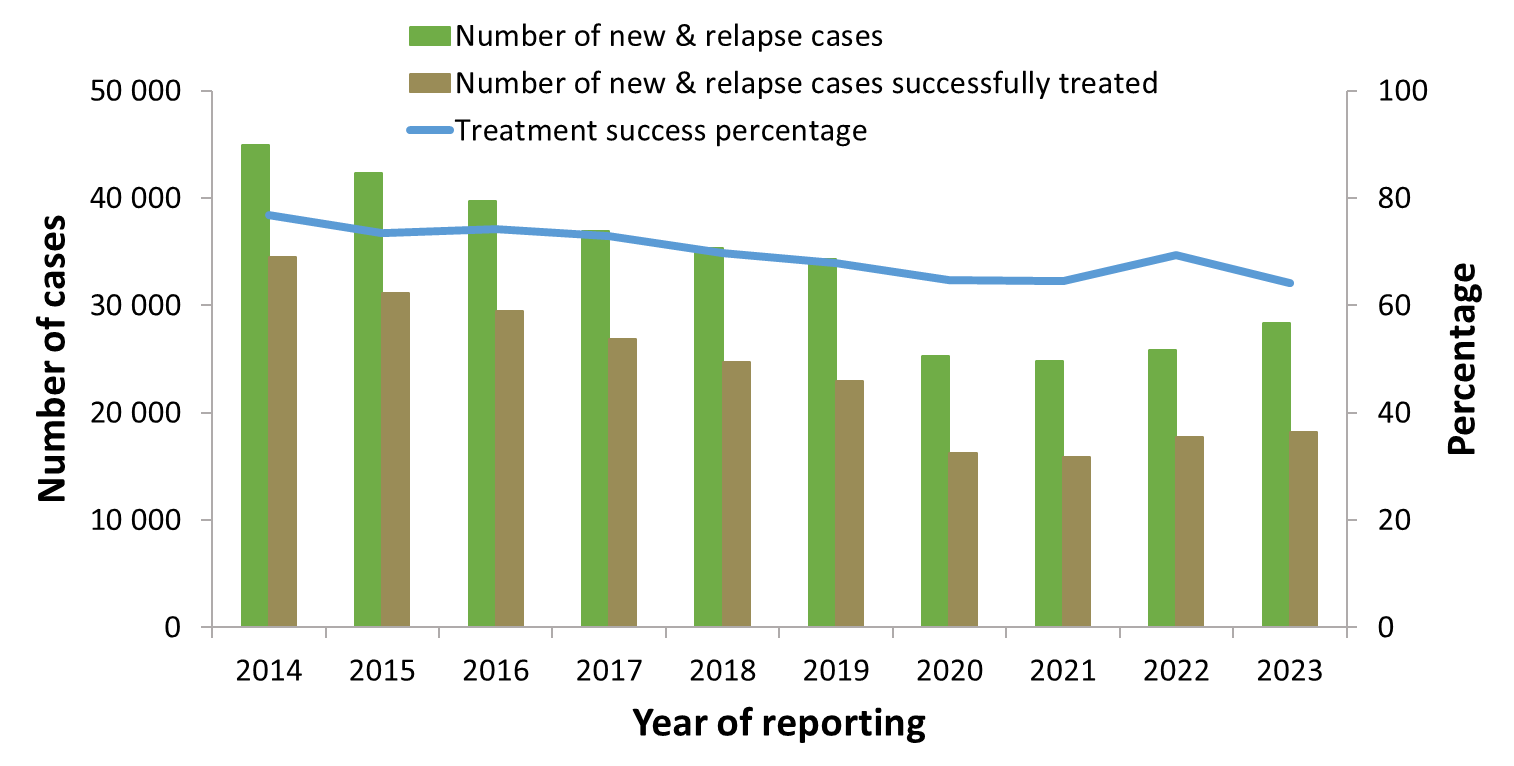 Number of new & relapse cases
Number of new & relapse cases successfully treated
Treatment success percentage
50 000
40 000
30 000
20 000
10 000
0
Number of cases
100
80
60
40
20
0
Percentage
2014 2015 2016 2017 2018 2019 2020 2021 2022 2023
Year of reporting